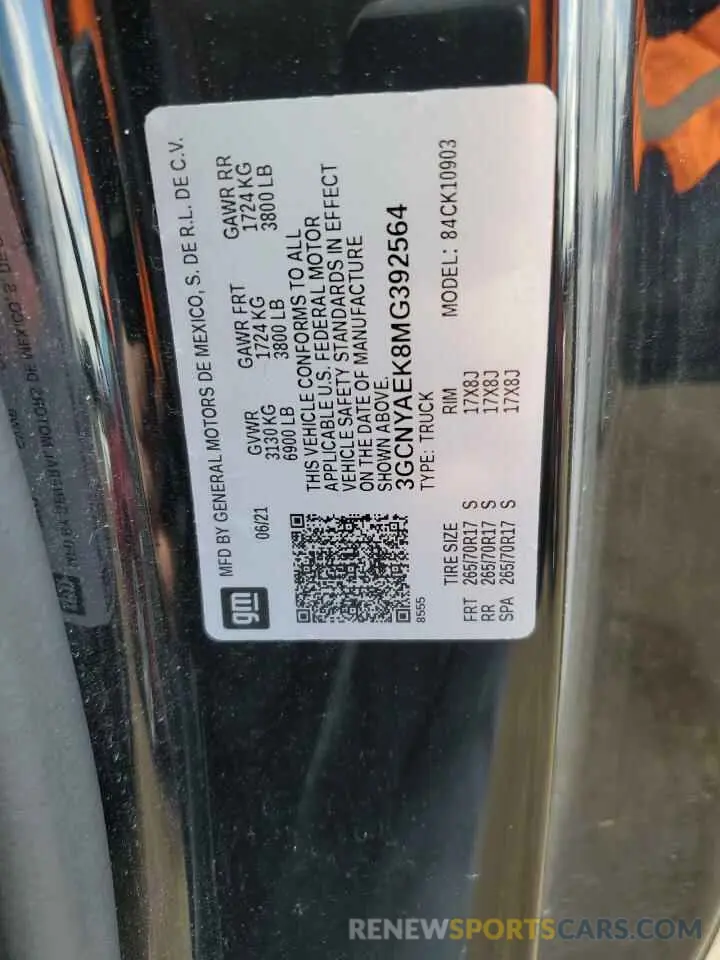 MFD BY GENERAL MOTORS DE MEXICO, S. DE R.L. DE C.V.
gm
06/21
GVWR GAWR FRT GAWR RR
3130 KG 1724 KG 1724 KG
6900 LB 3800 LB 3800 LB
THIS VEHICLE CONFORMS TO ALL
APPLICABLE U.S. FEDERAL MOTOR
VEHICLE SAFETY STANDARDS IN EFFECT
ON THE DATE OF MANUFACTURE
SHOWN ABOVE.
3GCNYAEK8MG392564
8555
TYPE: TRUCK MODEL: 84CK10903
TIRE SIZE RIM
FRT 265/70R17 S 17X8J
RR 265/70R17 S 17X8J
SPA 265/70R17 S 17X8J
RENEWSPORTSCARS.COM